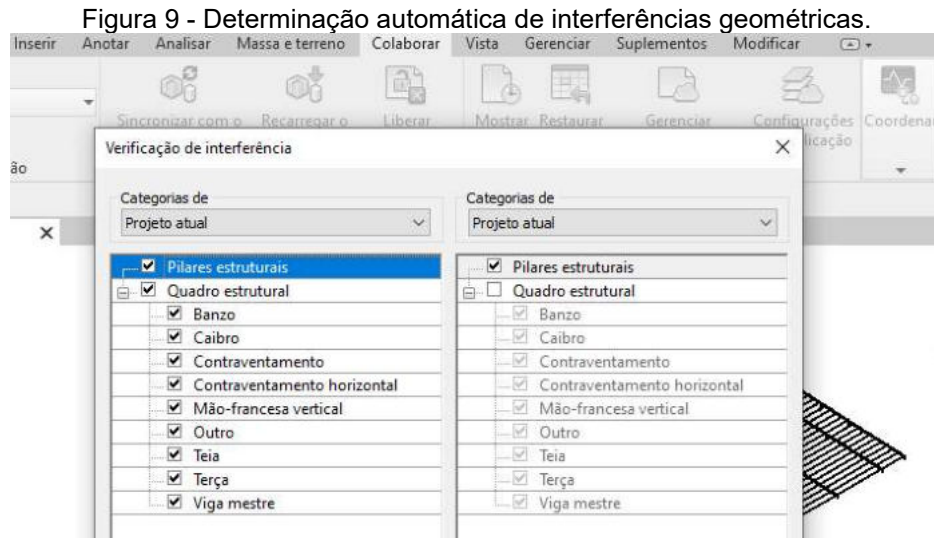 Figura 9 - Determinação automática de interferências geométricas.
Inserir Anotar Analisar Massa e terreno Colaborar Vista Gerenciar Suplementos Modificar
Sincronizar com o Recarregar o Liberar Mostrar Restaurar Gerenciar Configurações Coordena
licação
ão
Verificação de interferência
Categorias de Categorias de
Projeto atual Projeto atual
Pilares estruturais Pilares estruturais
Quadro estrutural Quadro estrutural
Banzo Banzo
Caibro Caibro
Contraventamento Contraventamento
Contraventamento horizontal Contraventamento horizontal
Mão-francesa vertical Mão-francesa vertical
Outro Outro
Teia Teia
Terça Terça
Viga mestre Viga mestre